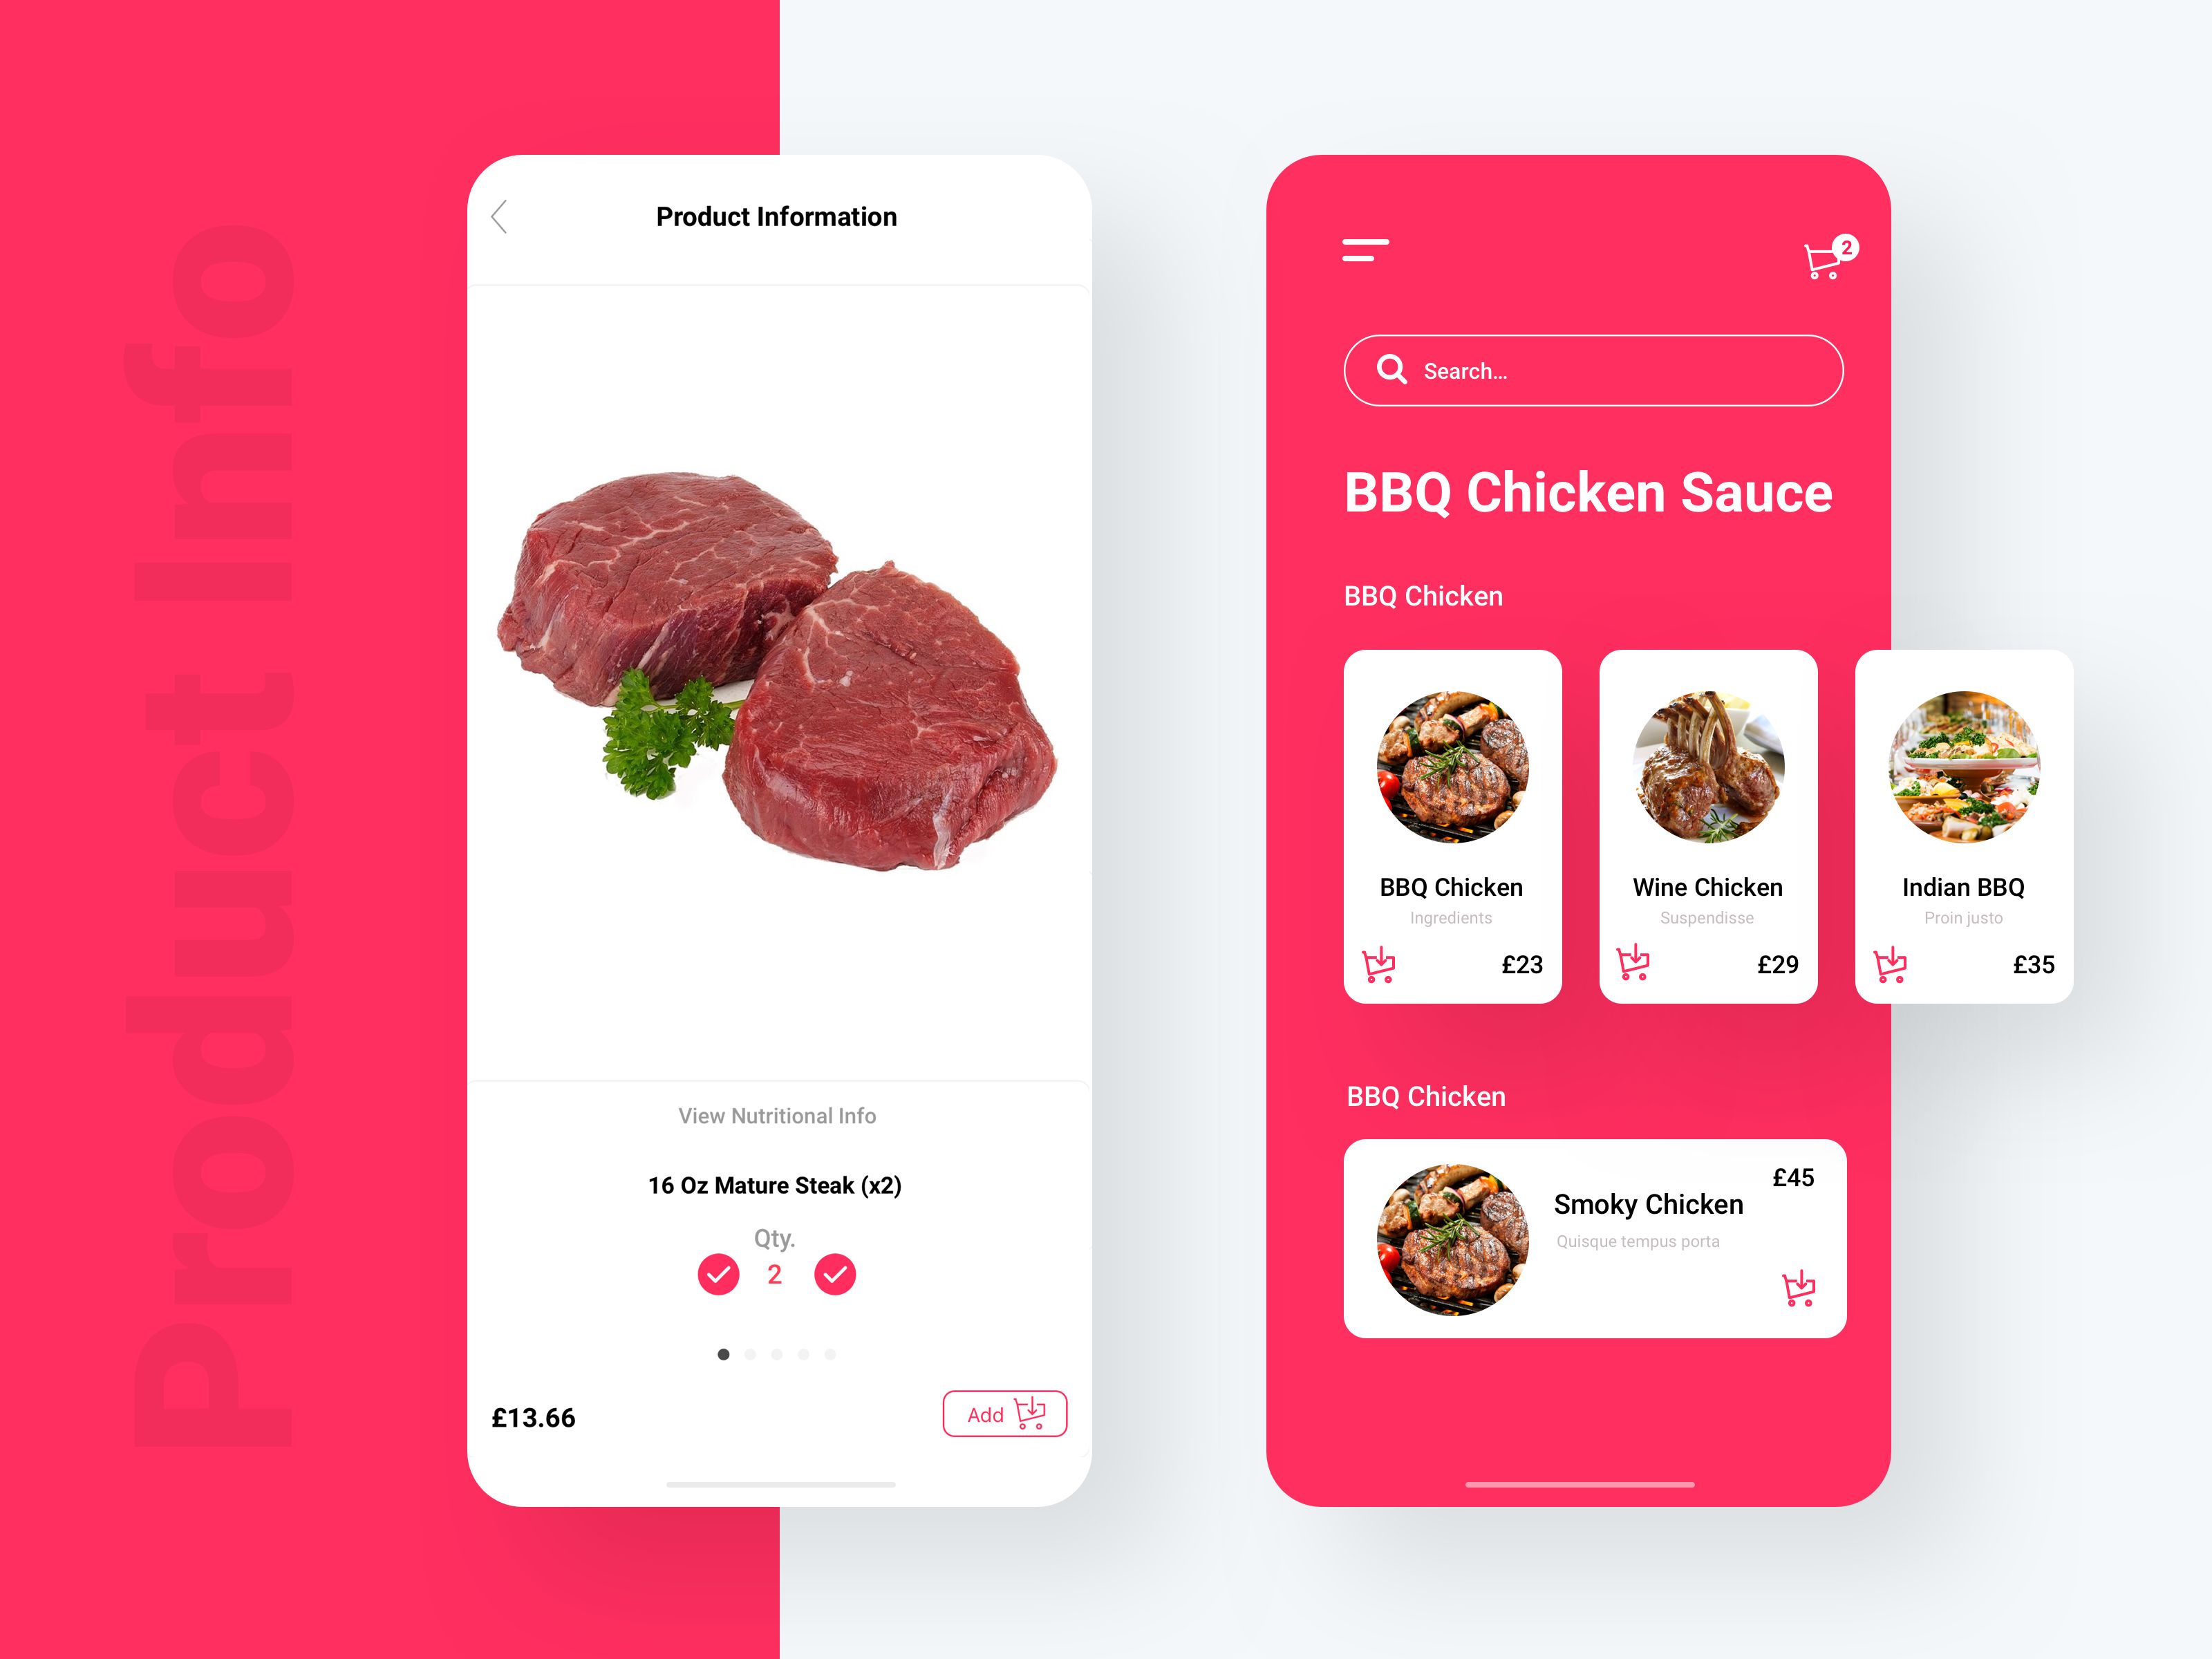 Product Info
Product Information
View Nutritional Info
16 Oz Mature Steak (x2)
Qty.
2
£13.66
Add
2
Search...
BBQ Chicken Sauce
BBQ Chicken
BBQ Chicken
Ingredients
£23
Wine Chicken
Suspendisse
£29
Indian BBQ
Proin justo
£35
BBQ Chicken
£45
Smoky Chicken
Quisque tempus porta